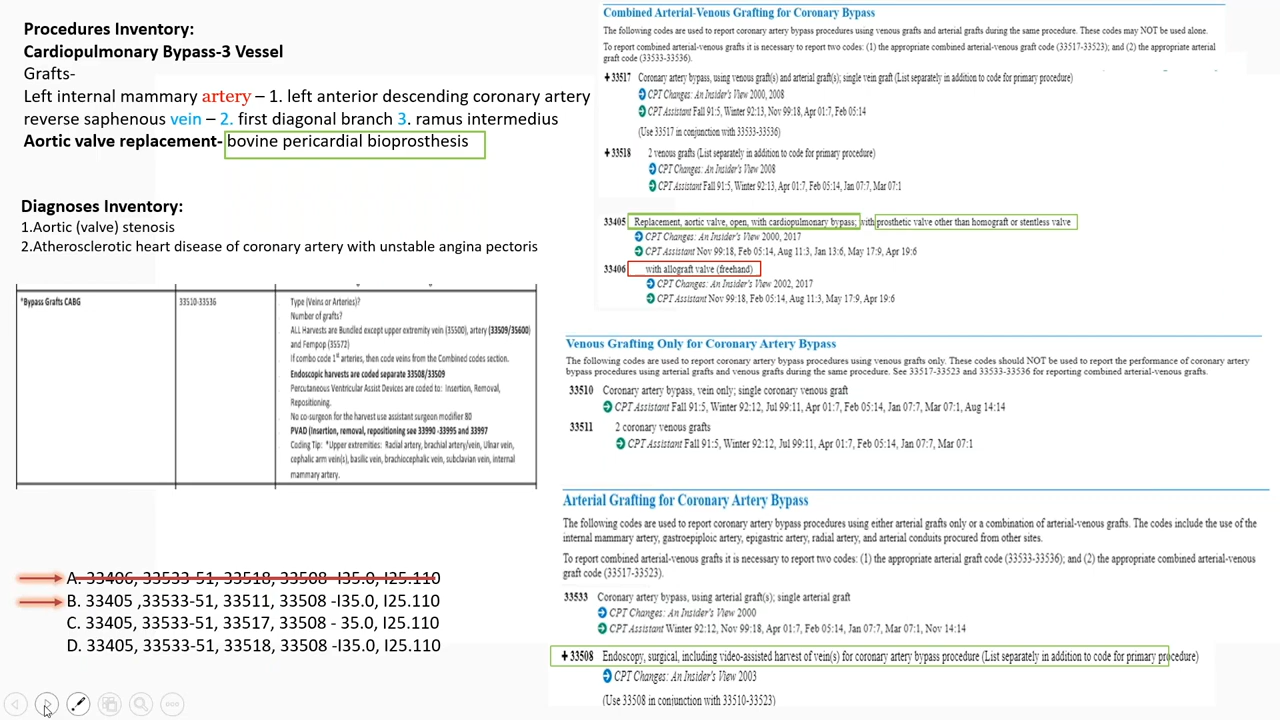 Procedures Inventory:
Cardiopulmonary Bypass-3 Vessel
Grafts-
Left internal mammary artery – 1. left anterior descending coronary artery
reverse saphenous vein – 2. first diagonal branch 3. ramus intermedius
Aortic valve replacement- bovine pericardial bioprosthesis
Diagnoses Inventory:
1.Aortic (valve) stenosis
2.Atherosclerotic heart disease of coronary artery with unstable angina pectoris
*Bypass Grafts CABG
33510-33536
Type (Veins or Arteries)?
Number of grafts?
ALL Harvests are Bundled except upper extremity vein (35500), artery (33509/35600)
and Fempop (35572)
If combo code 1st arteries, then code veins from the Combined codes section.
Endoscopic harvests are coded separate 33508/33509
Percutaneous Ventricular Assist Devices are coded to: Insertion, Removal,
Repositioning.
No co-surgeon for the harvest use assistant surgeon modifier 80
PVAD (Insertion, removal, repositioning see 33990 -33995 and 33997
Coding Tip: *Upper extremities: Radial artery, brachial artery/vein, Ulnar vein,
cephalic arm vein(s), basilic vein, brachiocephalic vein, subclavian vein, internal
mammary artery.
A. 33406, 33533-51, 33518, 33508 -I35.0, I25.110
B. 33405 ,33533-51, 33511, 33508 -I35.0, I25.110
C. 33405, 33533-51, 33517, 33508 - 35.0, I25.110
D. 33405, 33533-51, 33518, 33508 -I35.0, I25.110
Combined Arterial-Venous Grafting for Coronary Bypass
The following codes are used to report coronary artery bypass procedures using venous grafts and arterial grafts during the same procedure. These codes may NOT be used alone.
To report combined arterial-venous grafts it is necessary to report two codes: (1) the appropriate combined arterial-venous graft code (33517-33523); and (2) the appropriate arterial
graft code (33533-33536).
+33517 Coronary artery bypass, using venous graft(s) and arterial graft(s); single vein graft (List separately in addition to code for primary procedure)
CPT Changes: An Insider's View 2000, 2008
CPT Assistant Fall 91:5, Winter 92:13, Nov 99:18, Apr 01:7, Feb 05:14
(Use 33517 in conjunction with 33533-33536)
+33518 2 venous grafts (List separately in addition to code for primary procedure)
CPT Changes: An Insider's View 2008
CPT Assistant Fall 91:5, Winter 92:13, Apr 01:7, Feb 05:14, Jan 07:7, Mar 07:1
33405 Replacement, aortic valve, open, with cardiopulmonary bypass; with prosthetic valve other than homograft or stentless valve
CPT Changes: An Insider's View 2000, 2017
CPT Assistant Nov 99:18, Feb 05:14, Aug 11:3, Jan 13:6, May 17:9, Apr 19:6
33406 with allograft valve (freehand)
CPT Changes: An Insider's View 2002, 2017
CPT Assistant Nov 99:18, Feb 05:14, Aug 11:3, May 17:9, Apr 19:6
Venous Grafting Only for Coronary Artery Bypass
The following codes are used to report coronary artery bypass procedures using venous grafts only. These codes should NOT be used to report the performance of coronary artery
bypass procedures using arterial grafts and venous grafts during the same procedure. See 33517-33523 and 33533-33536 for reporting combined arterial-venous grafts.
33510 Coronary artery bypass, vein only; single coronary venous graft
CPT Assistant Fall 91:5, Winter 92:12, Jul 99:11, Apr 01:7, Feb 05:14, Jan 07:7, Mar 07:1, Aug 14:14
33511 2 coronary venous grafts
CPT Assistant Fall 91:5, Winter 92:12, Jul 99:11, Apr 01:7, Feb 05:14, Jan 07:7, Mar 07:1
Arterial Grafting for Coronary Artery Bypass
The following codes are used to report coronary artery bypass procedures using either arterial grafts only or a combination of arterial-venous grafts. The codes include the use of the
internal mammary artery, gastroepiploic artery, epigastric artery, radial artery, and arterial conduits procured from other sites.
To report combined arterial-venous grafts it is necessary to report two codes: (1) the appropriate arterial graft code (33533-33536); and (2) the appropriate combined arterial-venous
graft code (33517-33523).
33533 Coronary artery bypass, using arterial graft(s); single arterial graft
CPT Changes: An Insider's View 2000
CPT Assistant Winter 92:12, Nov 99:18, Apr 01:7, Feb 05:14, Jan 07:7, Mar 07:1, Nov 14:14
+33508 Endoscopy, surgical, including video-assisted harvest of vein(s) for coronary artery bypass procedure (List separately in addition to code for primary procedure)
CPT Changes: An Insider's View 2003
(Use 33508 in conjunction with 33510-33523)